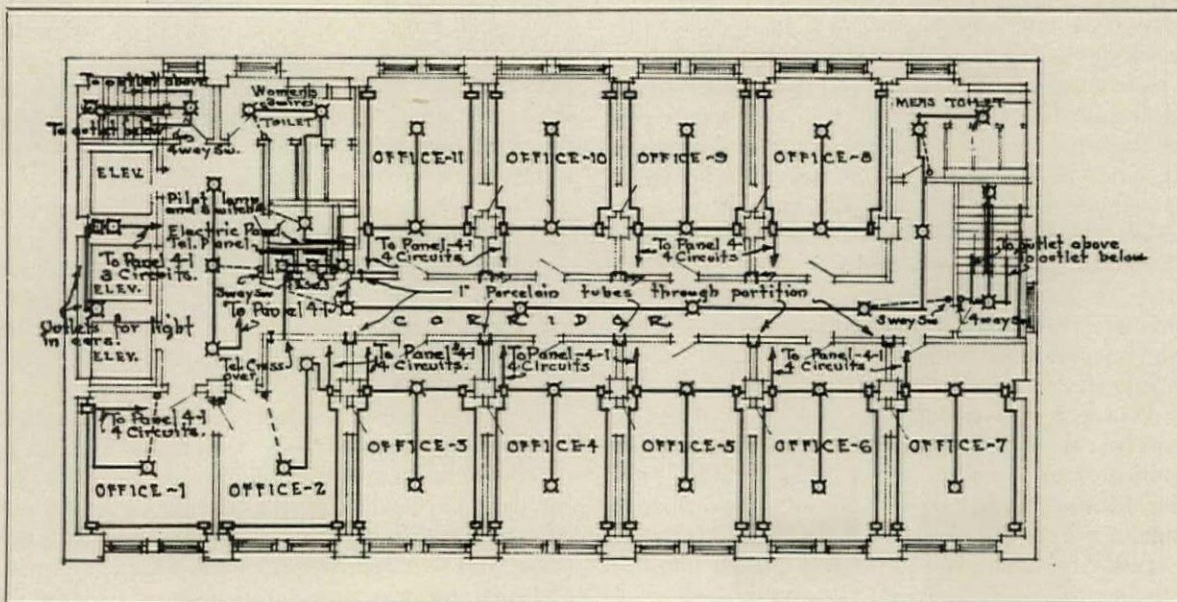 To outlet above
To outlet below
4 way Sw.
Women's
3 wires
TOILET
OFFICE-11
OFFICE-10
OFFICE-9
OFFICE-8
MENS TOILET
ELEV.
Pilot lamp
and switches
Electric Panel
Tel. Panel
To Panel 4-1
3 Circuits.
ELEV.
To Panel 4-1
4 Circuits
To Panel 4
4 Circuits
To outlet above
To outlet below
3 way Sw
1" Porcelain tubes through partition
To Panel 4-1
CORRIDOR
3 way Sw
4 way Sw
Outlets for light
in cars.
ELEV.
Tel. Cross
over
To Panel 4-1
4 Circuits.
To Panel-4-1
4 Circuits
To Panel-4-1
4 Circuits
To Panel 4-1
4 Circuits.
OFFICE-1
OFFICE-2
OFFICE-3
OFFICE-4
OFFICE-5
OFFICE-6
OFFICE-7